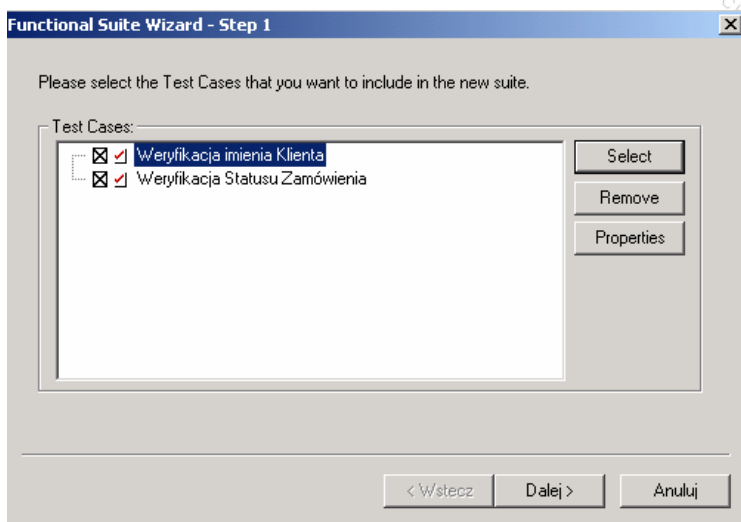 Functional Suite Wizard - Step 1
Please select the Test Cases that you want to include in the new suite.
Test Cases:
Weryfikacja imienia Klienta
Weryfikacja Statusu Zamówienia
Select
Remove
Properties
< Wstecz
Dalej >
Anuluj